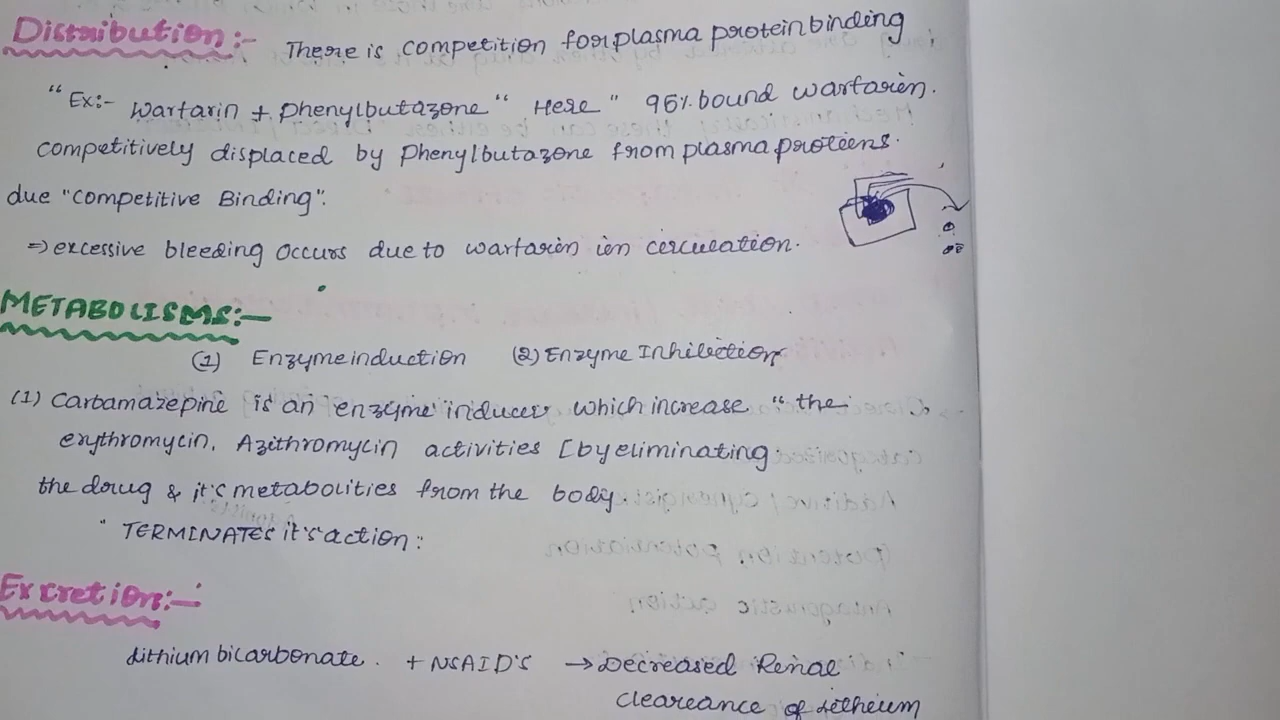 Distribution:- There is competition for plasma protein binding
"Ex:- Warfarin + Phenylbutazone" Here " 96% bound warfarin.
competitively displaced by Phenylbutazone from plasma proteins.
due "Competitive Binding".
=> excessive bleeding occurs due to warfarin in circulation.
METABOLISMS:-
(1) Enzyme induction (2) Enzyme Inhibition
(1) Carbamazepine is an enzyme inducer which increase "the
erythromycin, Azithromycin activities [by eliminating
the drug & it's metabolities from the body.
"TERMINATES it's action:
Excretion:-
Lithium bicarbonate. + NSAID'S → Decreased Renal
Clearance of Lithium